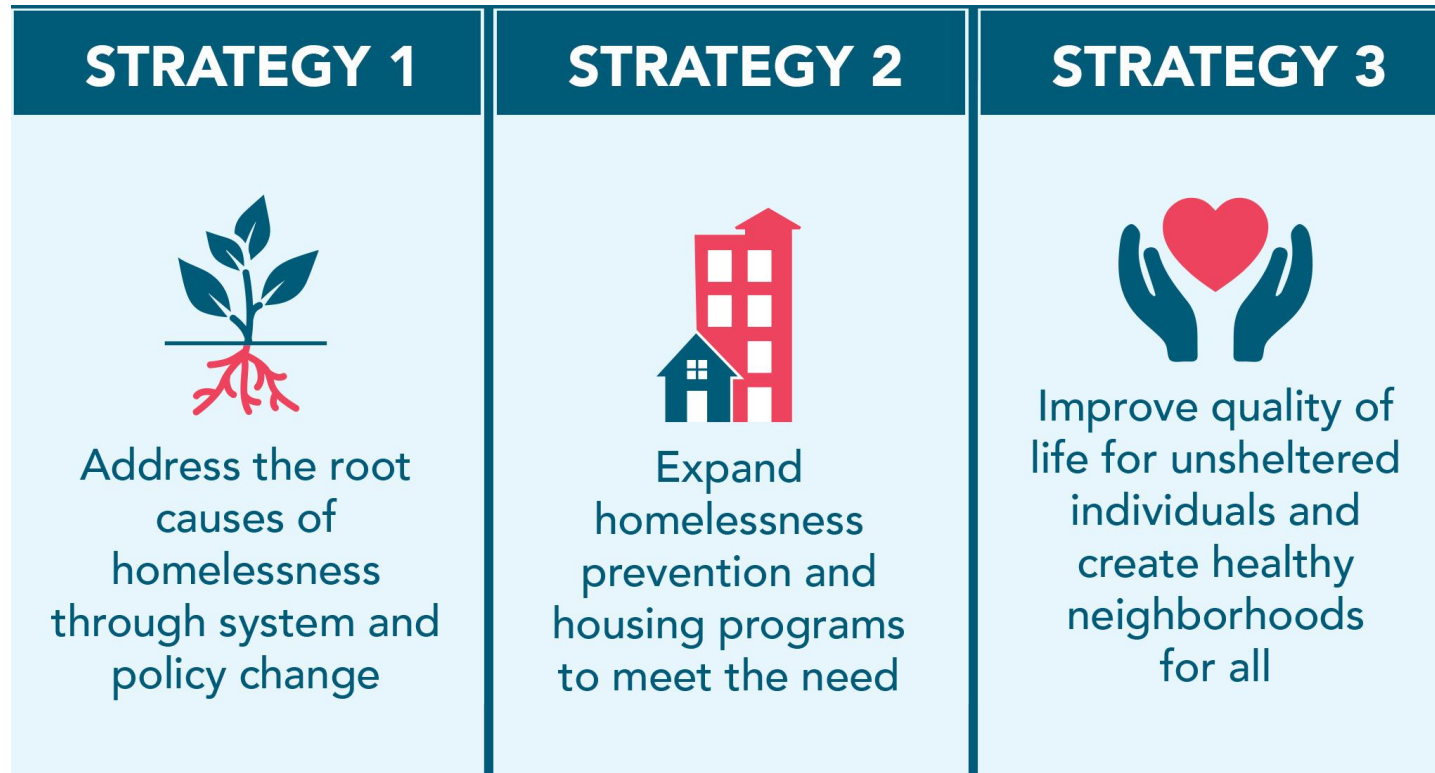 STRATEGY 1
Address the root
causes of
homelessness
through system and
policy change
STRATEGY 2
Expand
homelessness
prevention and
housing programs
to meet the need
STRATEGY 3
Improve quality of
life for unsheltered
individuals and
create healthy
neighborhoods
for all